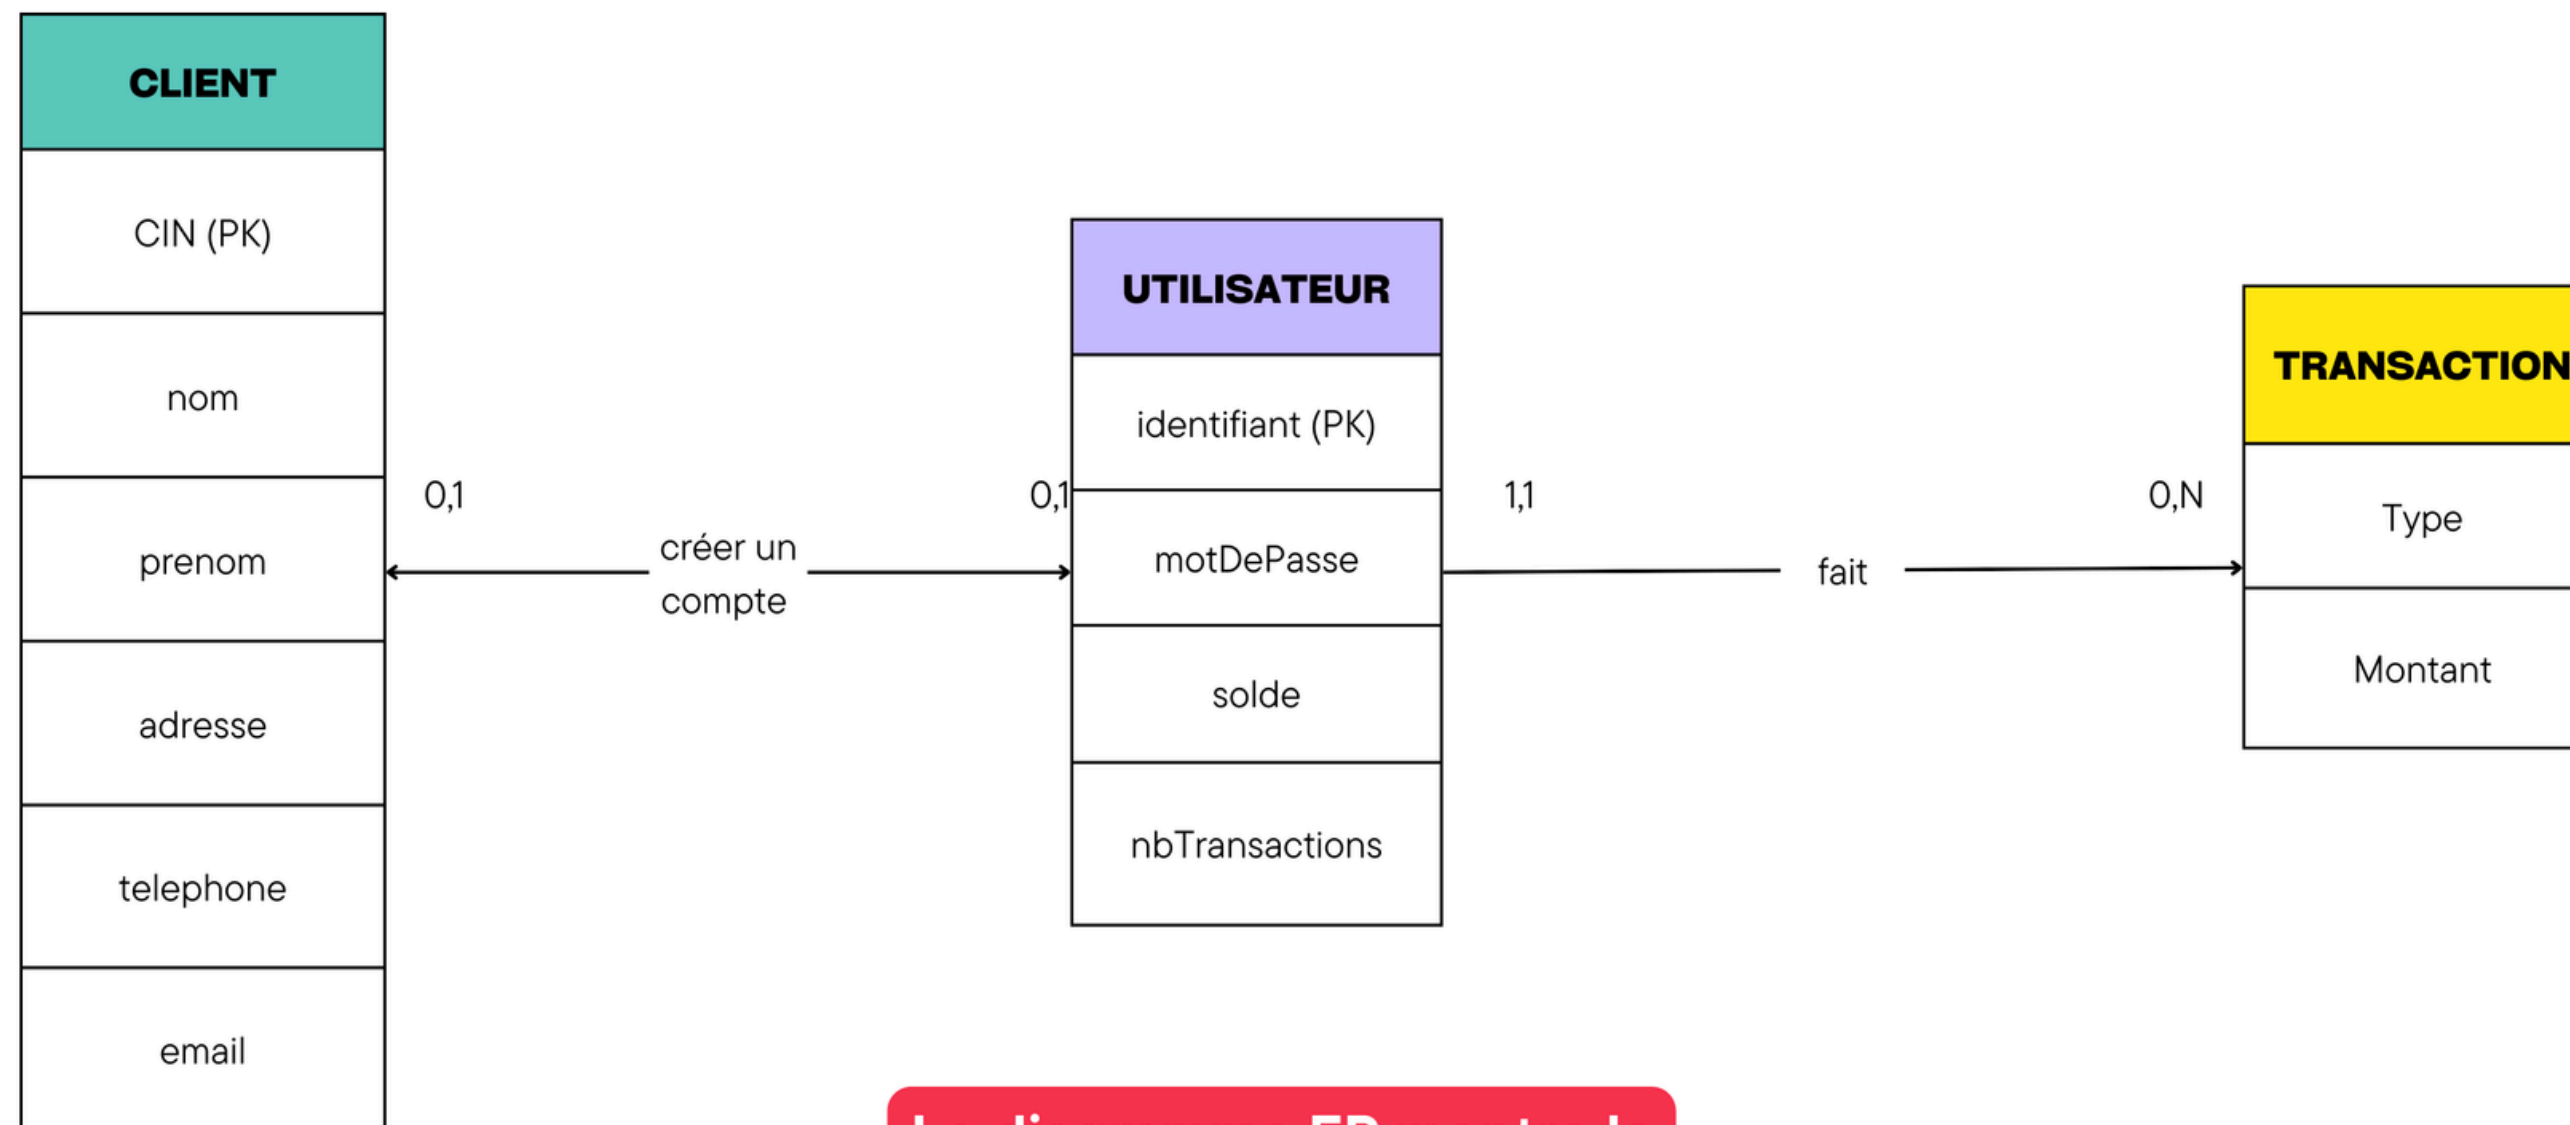 CLIENT
CIN (PK)
nom
prenom
adresse
telephone
email
0,1
créer un
compte
0,1
UTILISATEUR
identifiant (PK)
motDePasse
solde
nbTransactions
1,1
fait
0,N
TRANSACTION
Type
Montant